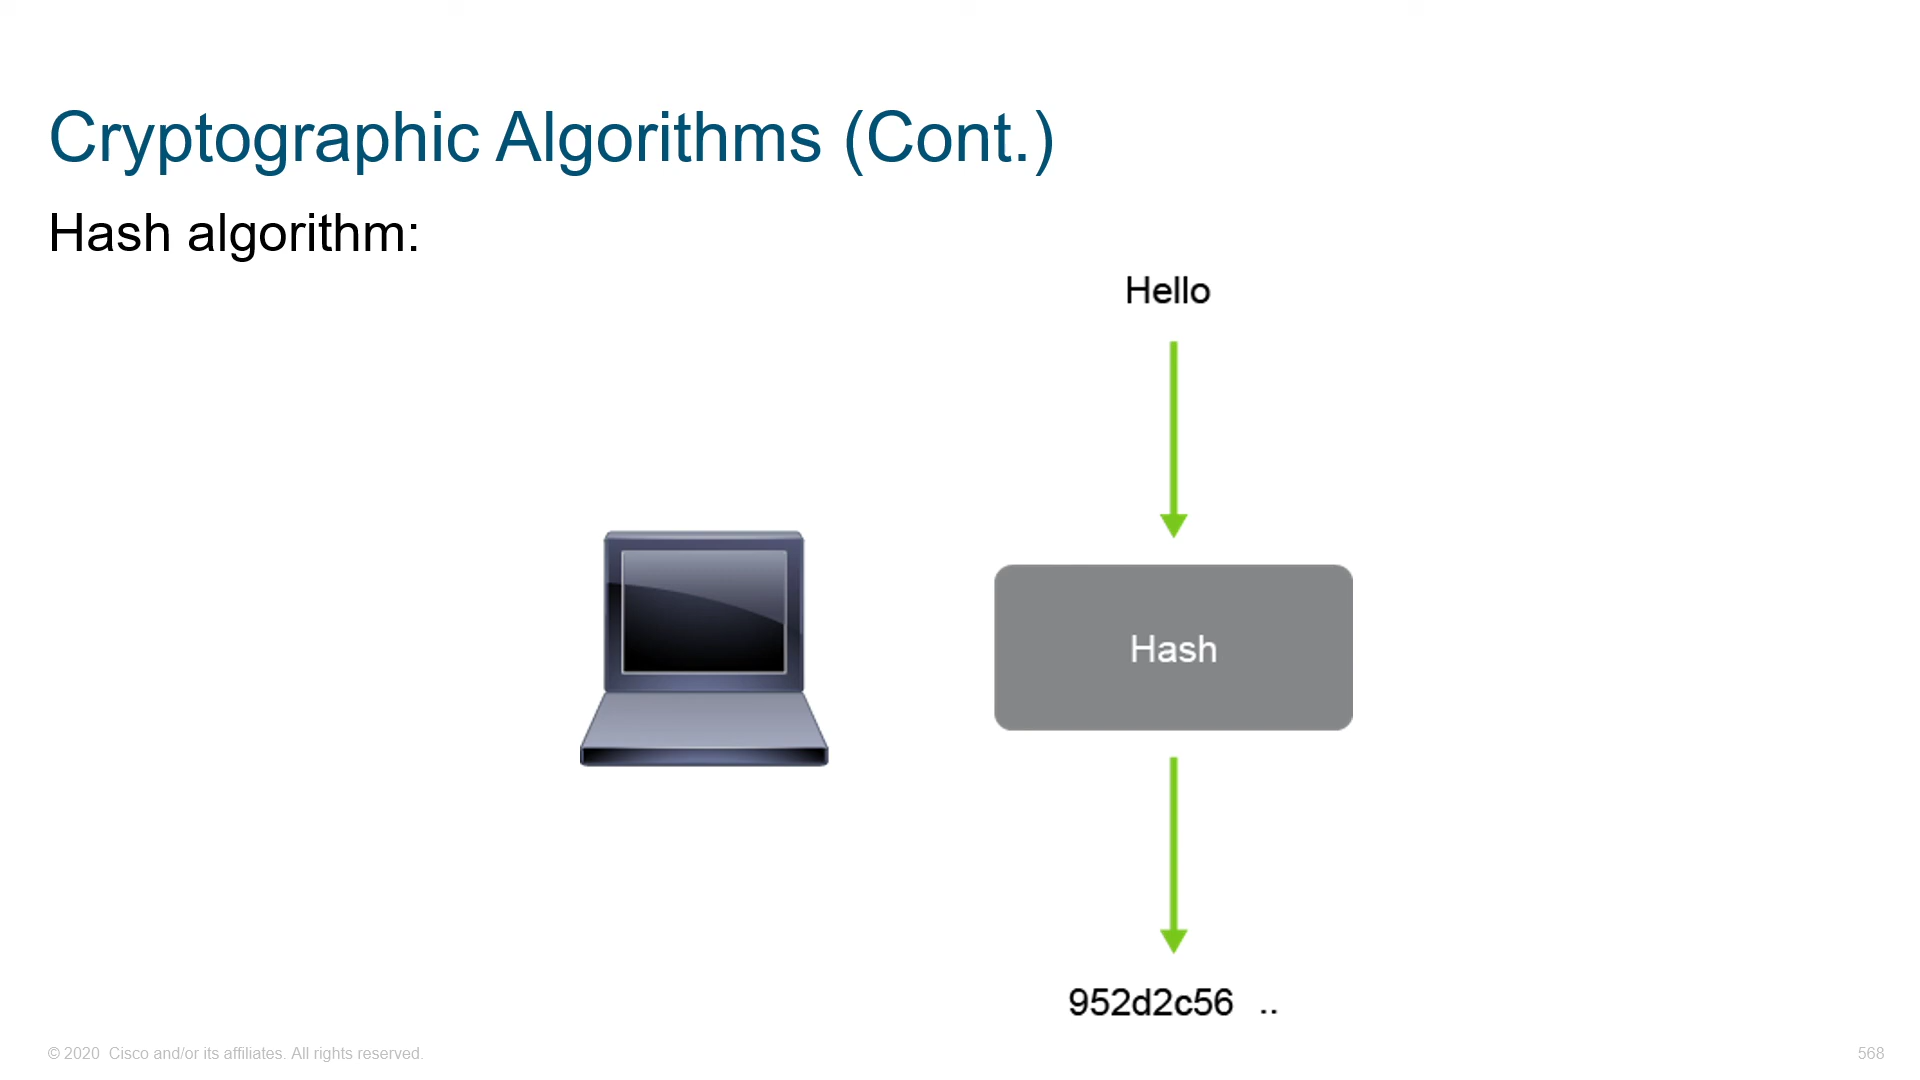 Cryptographic Algorithms (Cont.)
Hash algorithm:
Hello
Hash
952d2c56 ..
© 2020 Cisco and/or its affiliates. All rights reserved.
568